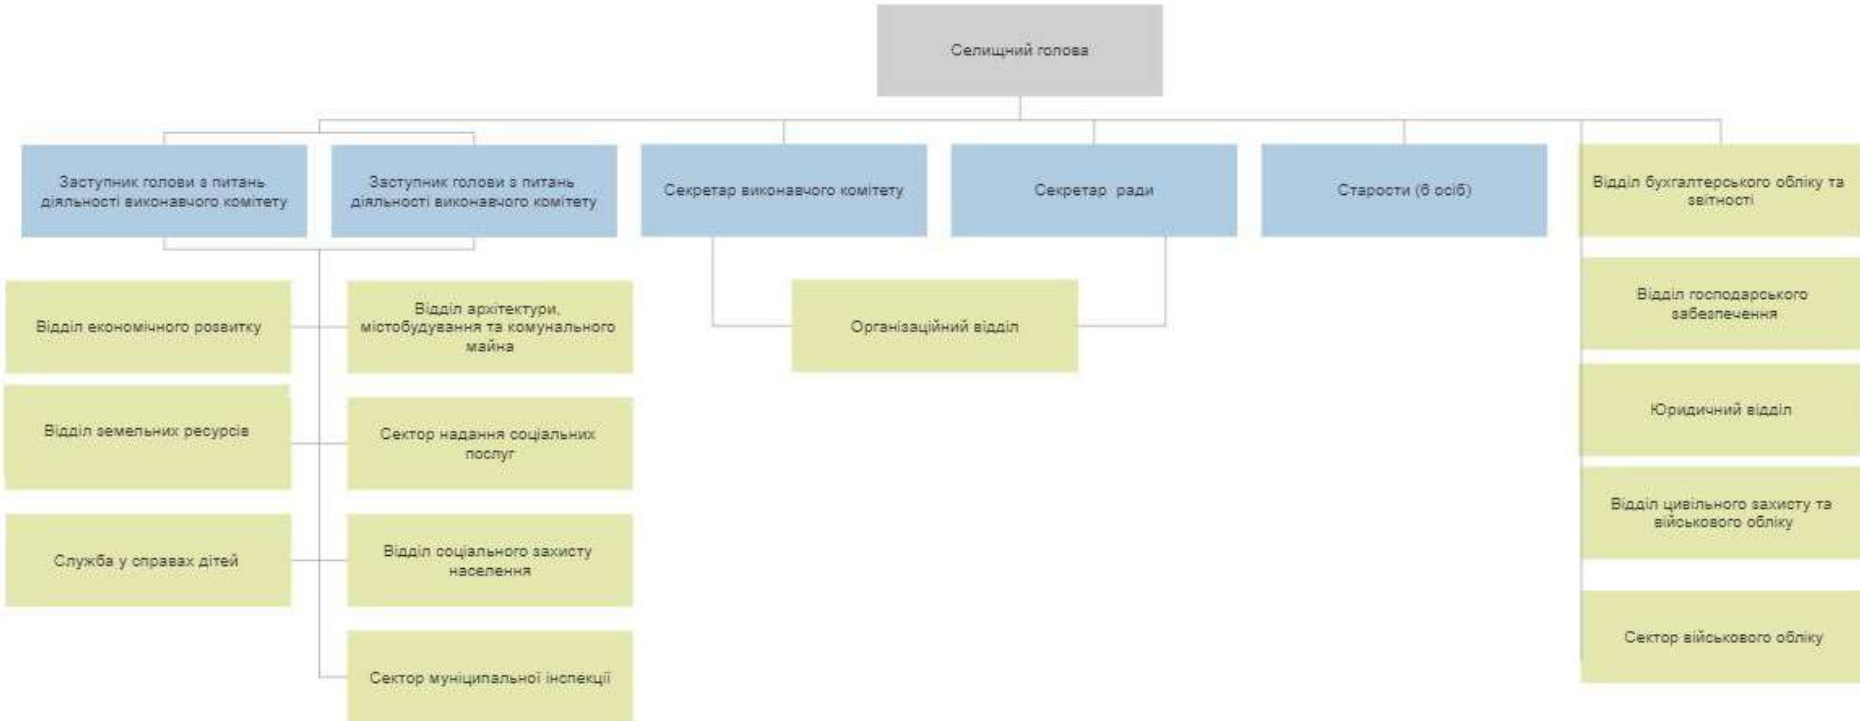 Селищний голова
Заступник голови з питань
діяльності виконавчого комітету
Заступник голови з питань
діяльності виконавчого комітету
Секретар виконавчого комітету
Секретар ради
Старости (6 осіб)
Відділ бухгалтерського обліку та
звітності
Відділ економічного розвитку
Відділ архітектури,
містобудування та комунального
майна
Організаційний відділ
Відділ господарського
забезпечення
Відділ земельних ресурсів
Сектор надання соціальних
послуг
Юридичний відділ
Служба у справах дітей
Відділ соціального захисту
населення
Відділ цивільного захисту та
військового обліку
Сектор муніципальної інспекції
Сектор військового обліку